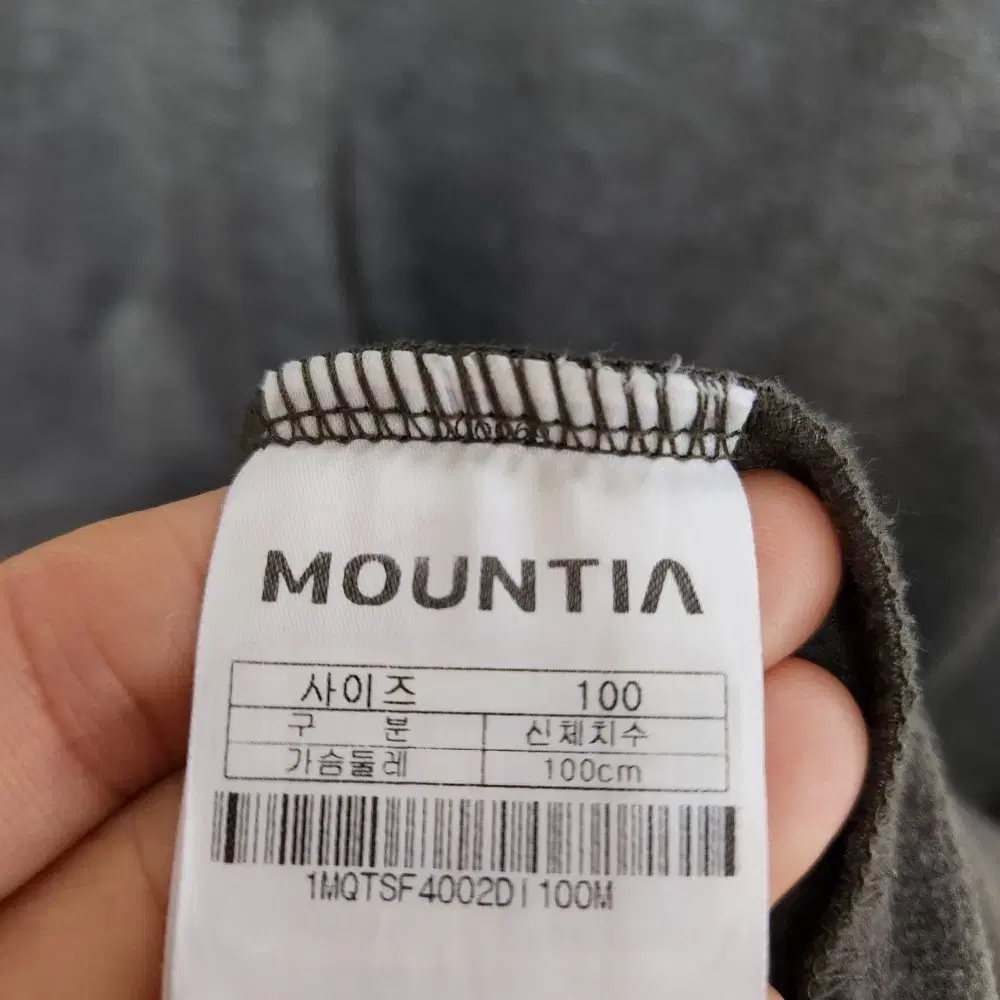 MOUNTIA
사이즈 100
구 분 신체치수
가슴둘레 100cm
1MQTSF4002DI100M